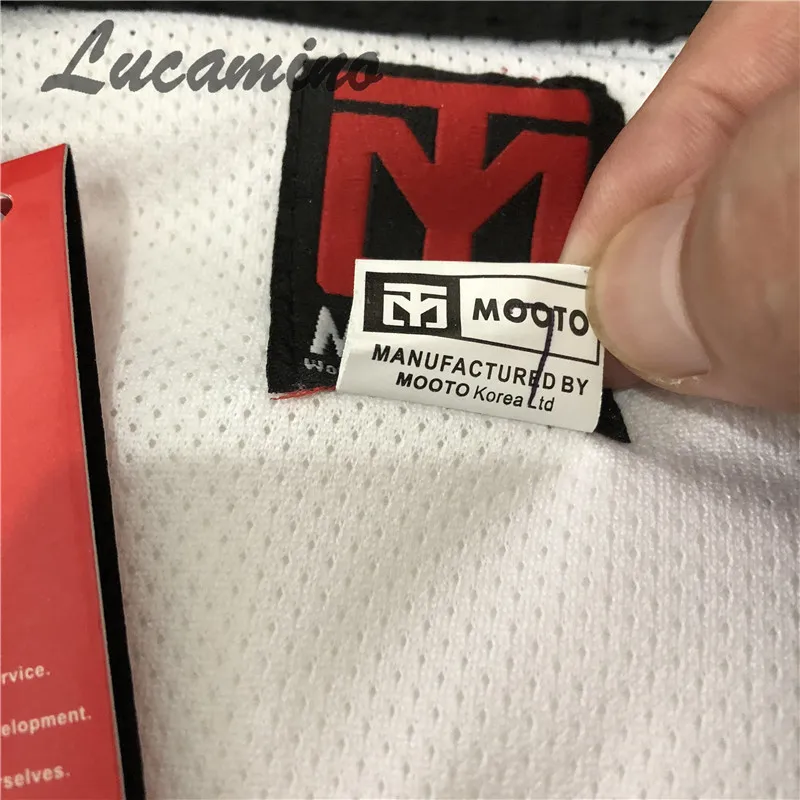 Lucamino
MOOTO
MANUFACTURED BY
MOOTO Korea Ltd
rvice.
elopment.
rselves.